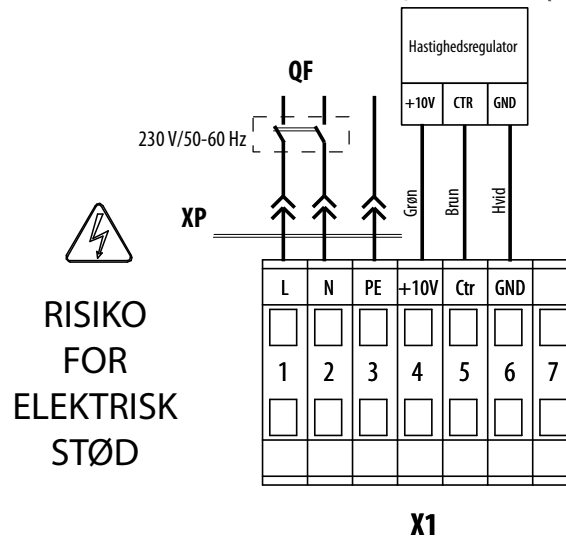 Hastighedsregulator
+10V CTR GND
QF
230 V/50-60 Hz
XP
Grøn
Brun
Hvid
L N PE +10V Ctr GND
1 2 3 4 5 6 7
RISIKO
FOR
ELEKTRISK
STØD
X1